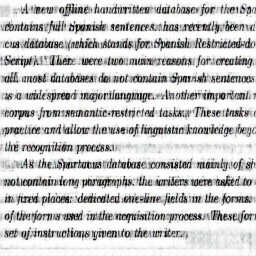 A new offline handwritten database for the Spa
contains full Spanish sentences, has recently been d
cus database (which stands for Spanish Restricted-do
Script). There were two main reasons for creating
all, most databases do not contain Spanish sentences
is a widespread major language. Another important r
corpus from semantic-restricted tasks. These tasks a
practice and allow the use of linguistic knowledge beyo
the recognition process.
As the Spartacus database consisted mainly of sh
not contain long paragraphs, the writers were asked to
in fixed places: dedicated one-line fields in the forms.
of the forms used in the acquisition process. These for
set of instructions given to the writer.